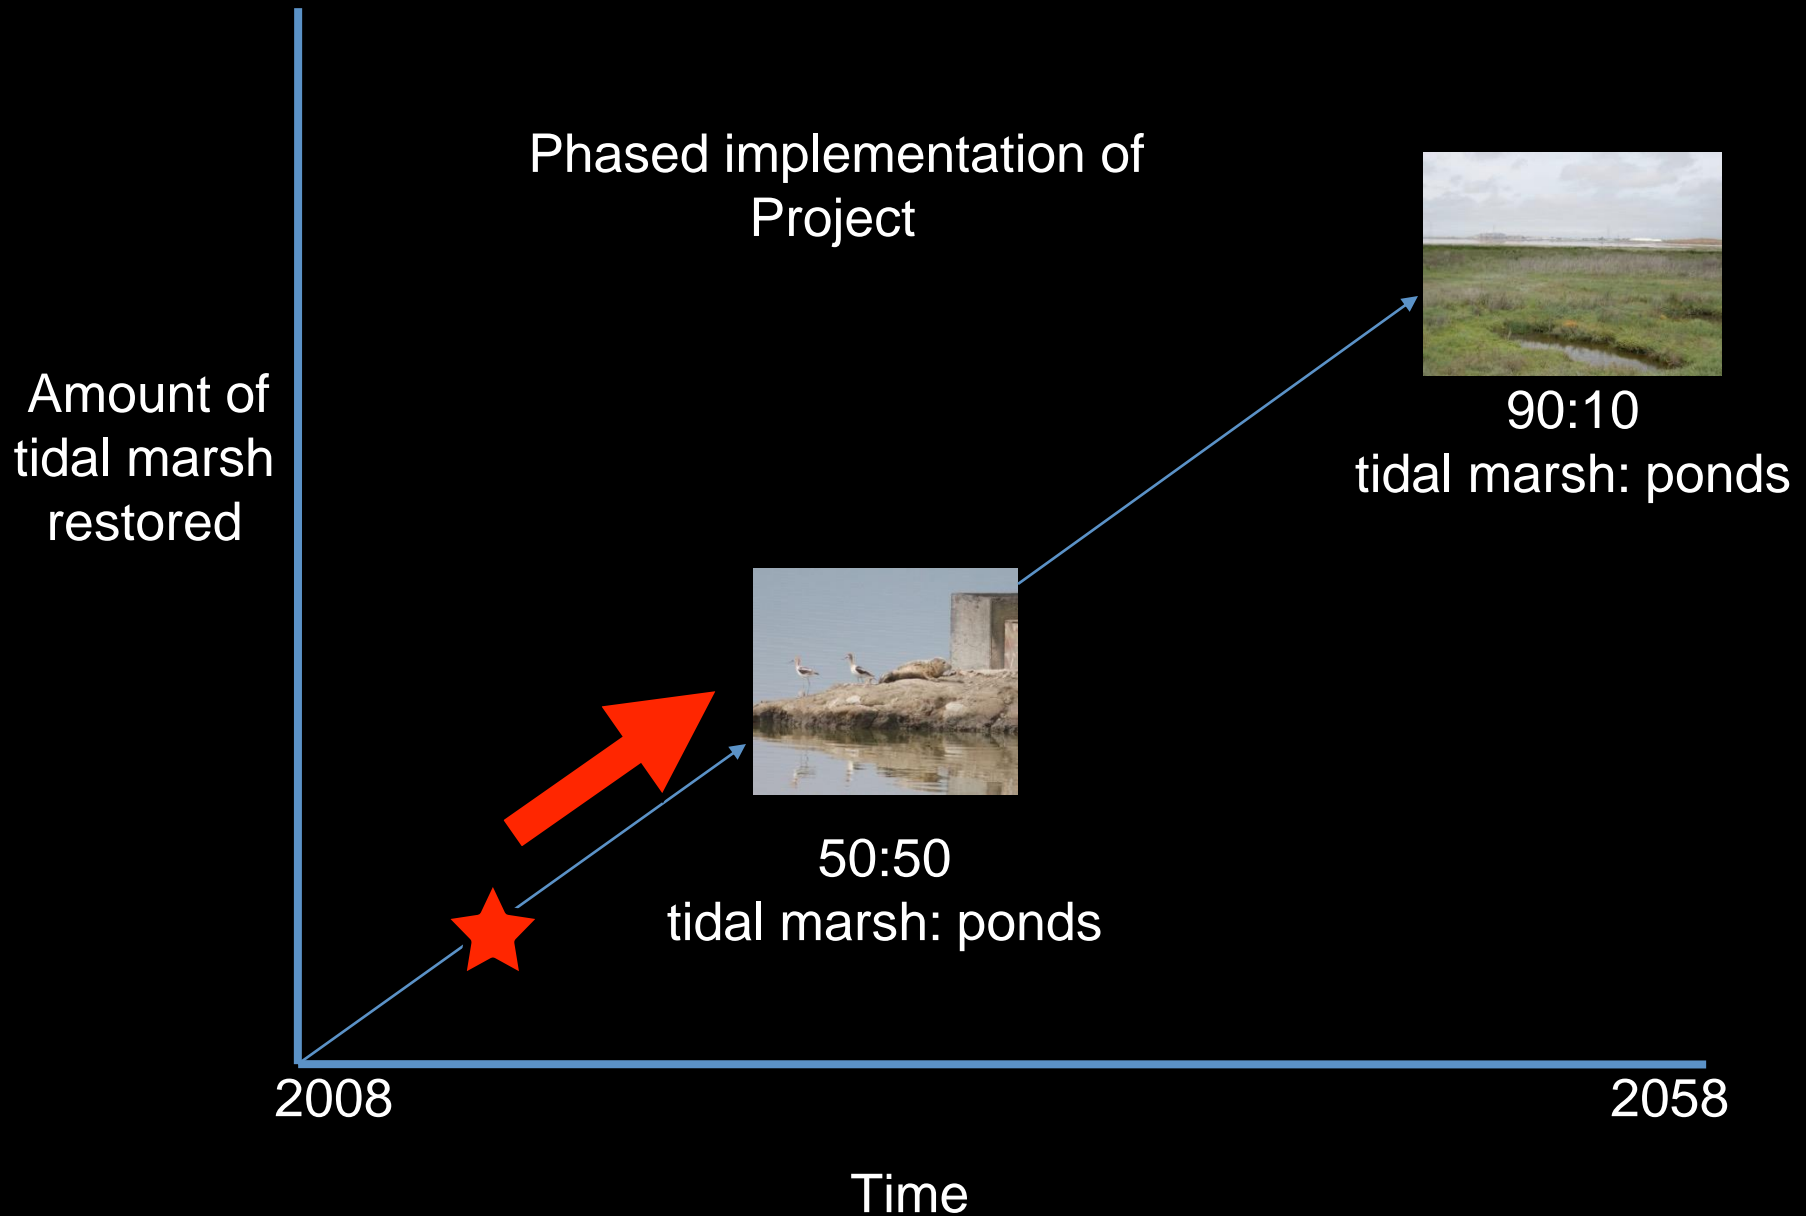 Phased implementation of
Project
Amount of
tidal marsh
restored
90:10
tidal marsh: ponds
50:50
tidal marsh: ponds
2008
2058
Time